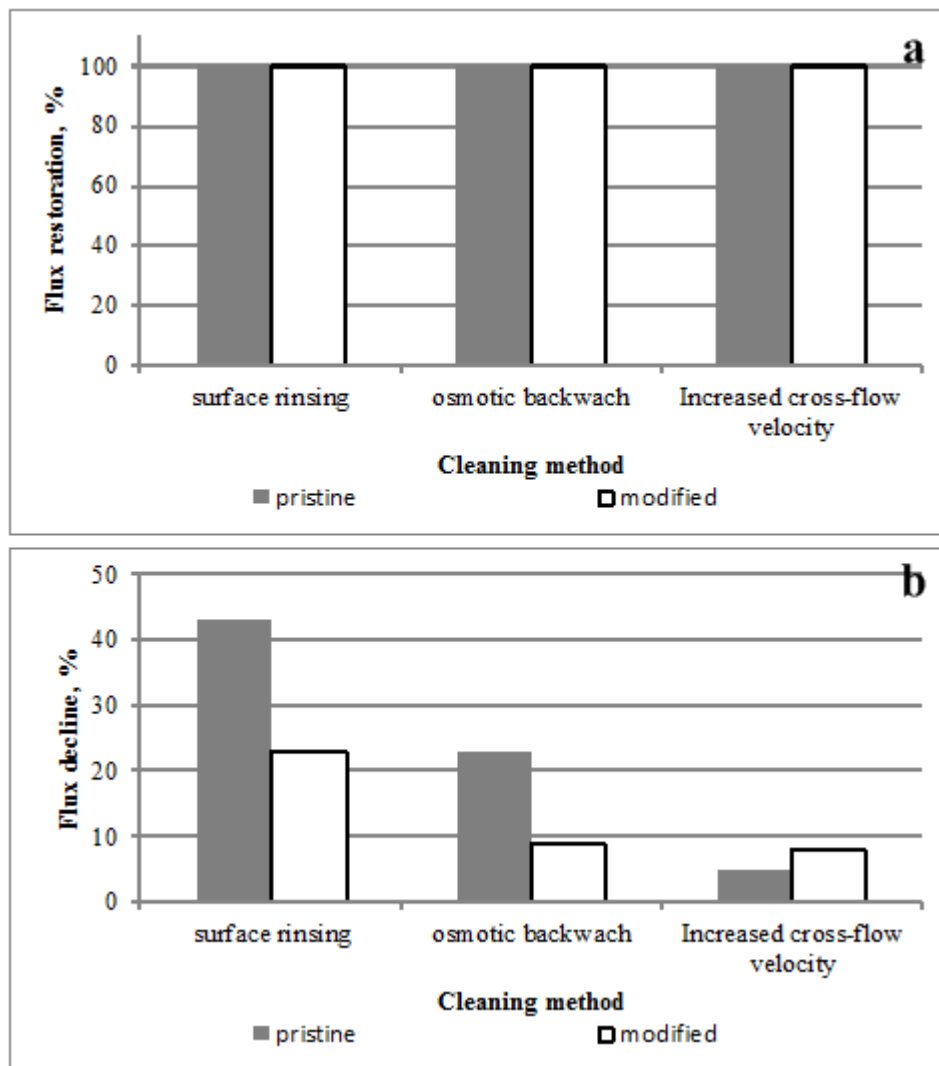 a
Flux restoration, %
100
80
60
40
20
0
surface rinsing
osmotic backwach
Increased cross-flow
velocity
Cleaning method
pristine
modified
b
Flux decline, %
50
40
30
20
10
0
surface rinsing
osmotic backwach
Increased cross-flow
velocity
Cleaning method
pristine
modified